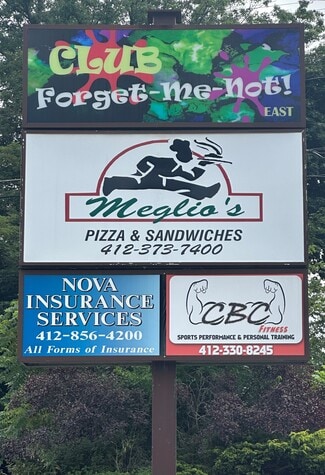 CLUB
Forget-Me-Not!
EAST
Meglio's
PIZZA & SANDWICHES
412-373-7400
NOVA
INSURANCE
SERVICES
412-856-4200
All Forms of Insurance
CBC
FITNESS
SPORTS PERFORMANCE & PERSONAL TRAINING
412-330-8245